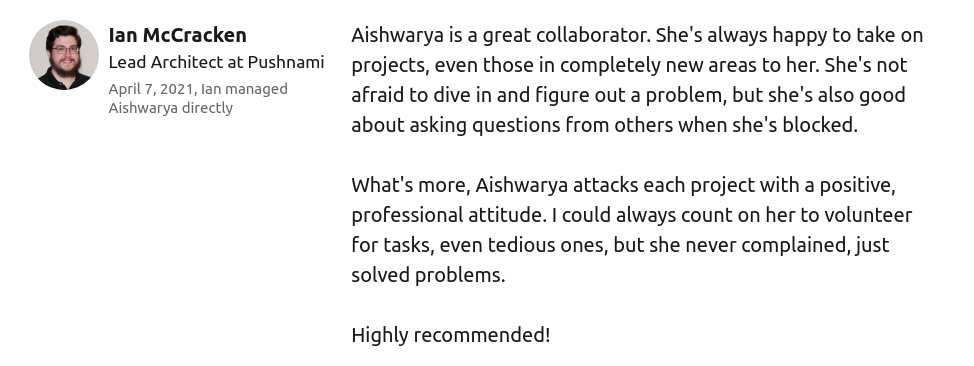 Ian McCracken
Lead Architect at Pushnami
April 7, 2021, Ian managed
Aishwarya directly
Aishwarya is a great collaborator. She's always happy to take on
projects, even those in completely new areas to her. She's not
afraid to dive in and figure out a problem, but she's also good
about asking questions from others when she's blocked.
What's more, Aishwarya attacks each project with a positive,
professional attitude. I could always count on her to volunteer
for tasks, even tedious ones, but she never complained, just
solved problems.
Highly recommended!